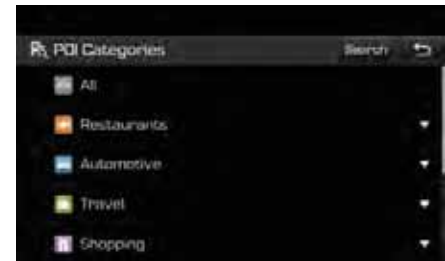 POI Categories Search
All
Restaurants
Automotive
Travel
Shopping